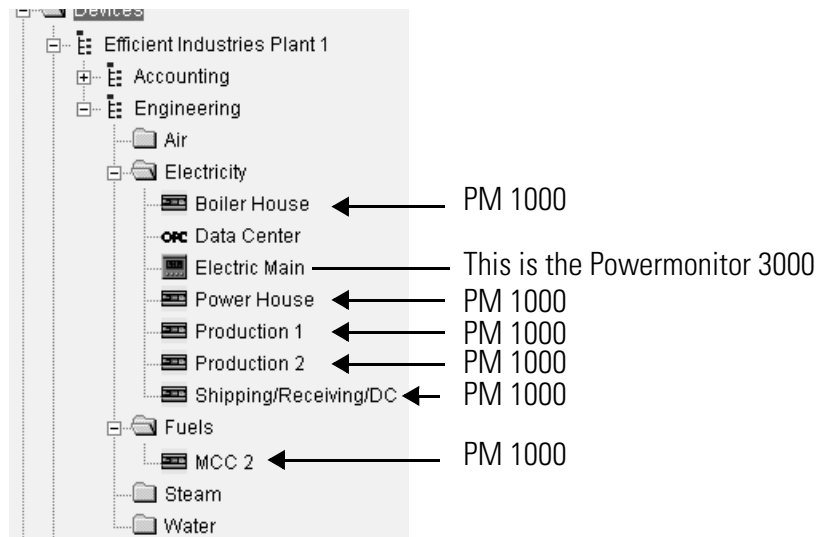 Devices
Efficient Industries Plant 1
Accounting
Engineering
Air
Electricity
Boiler House PM 1000
OPC Data Center
Electric Main This is the Powermonitor 3000
Power House PM 1000
Production 1 PM 1000
Production 2 PM 1000
Shipping/Receiving/DC PM 1000
Fuels
MCC 2 PM 1000
Steam
Water